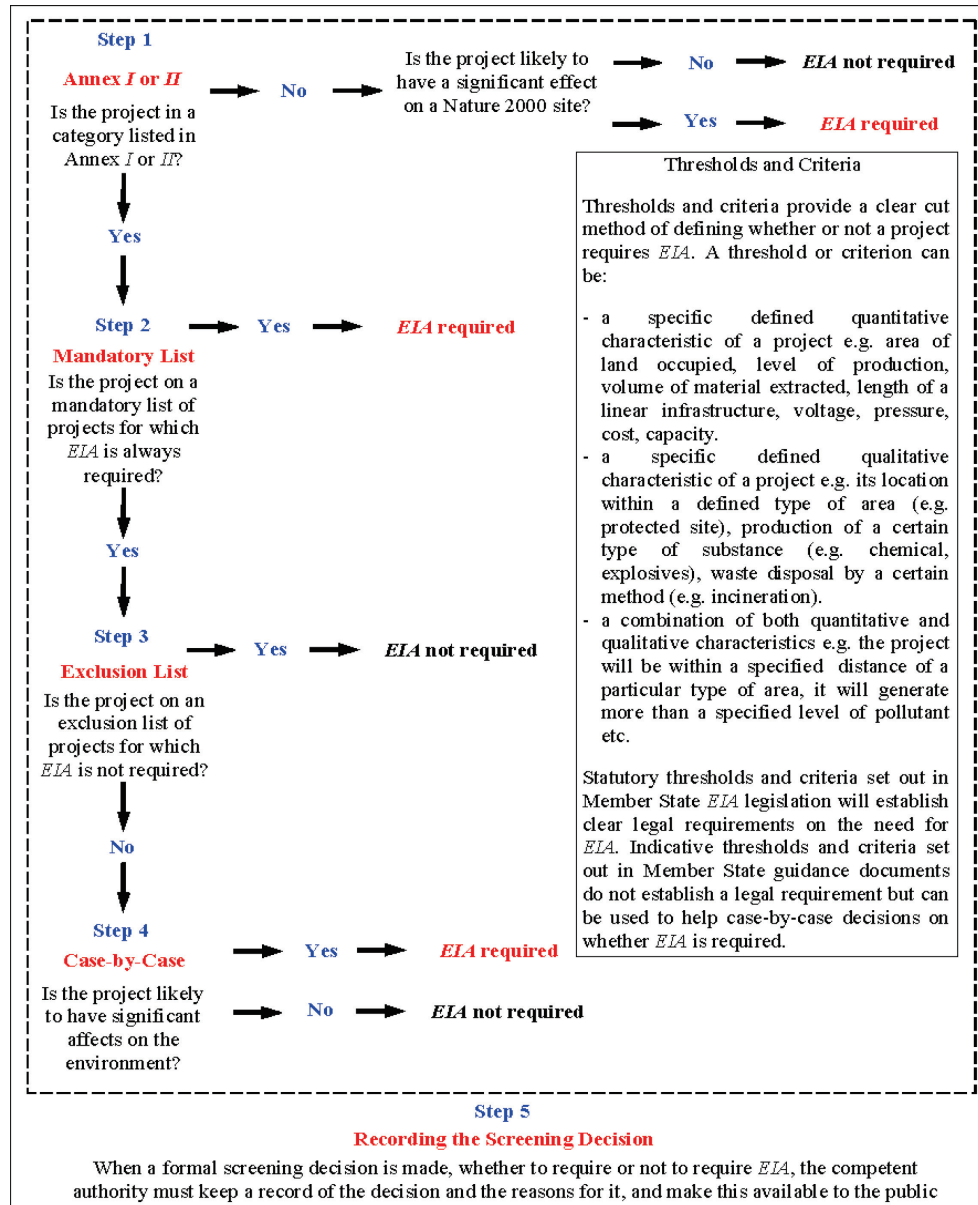 Step 1
Annex I or II
Is the project in a
category listed in
Annex I or II?
No
Is the project likely to
have a significant effect
on a Nature 2000 site?
No
EIA not required
Yes
EIA required
Yes
Step 2
Mandatory List
Is the project on a
mandatory list of
projects for which
EIA is always
required?
Yes
EIA required
Yes
Step 3
Exclusion List
Is the project on an
exclusion list of
projects for which
EIA is not required?
Yes
EIA not required
No
Step 4
Case-by-Case
Is the project likely
to have significant
affects on the
environment?
Yes
EIA required
No
EIA not required
Thresholds and Criteria
Thresholds and criteria provide a clear cut
method of defining whether or not a project
requires EIA. A threshold or criterion can
be:
- a specific defined quantitative
characteristic of a project e.g. area of
land occupied, level of production,
volume of material extracted, length of a
linear infrastructure, voltage, pressure,
cost, capacity.
- a specific defined qualitative
characteristic of a project e.g. its location
within a defined type of area (e.g.
protected site), production of a certain
type of substance (e.g. chemical,
explosives), waste disposal by a certain
method (e.g. incineration).
- a combination of both quantitative and
qualitative characteristics e.g. the project
will be within a specified distance of a
particular type of area, it will generate
more than a specified level of pollutant
etc.
Statutory thresholds and criteria set out in
Member State EIA legislation will establish
clear legal requirements on the need for
EIA. Indicative thresholds and criteria set
out in Member State guidance documents
do not establish a legal requirement but can
be used to help case-by-case decisions on
whether EIA is required.
Step 5
Recording the Screening Decision
When a formal screening decision is made, whether to require or not to require EIA, the competent
authority must keep a record of the decision and the reasons for it, and make this available to the public